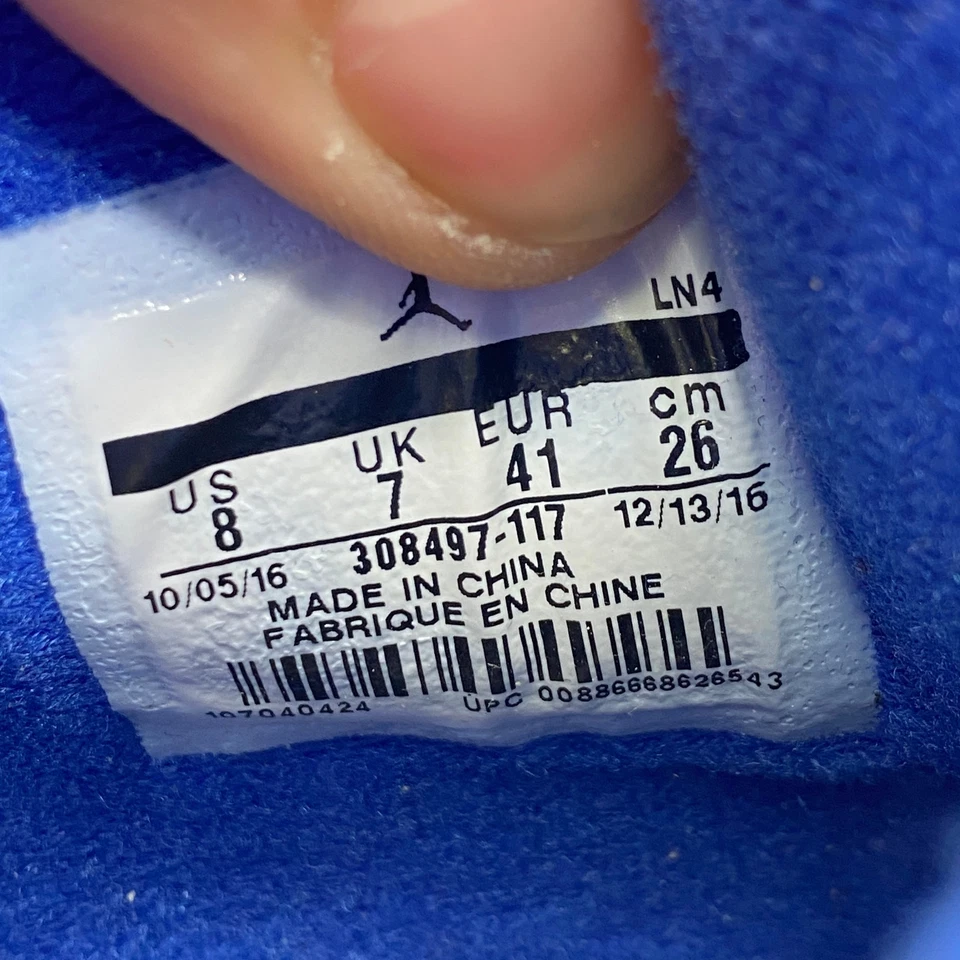 LN4
US UK EUR cm
8 7 41 26
10/05/16 308497-117 12/13/16
MADE IN CHINA
FABRIQUE EN CHINE
107040424 UPC 00886668626543